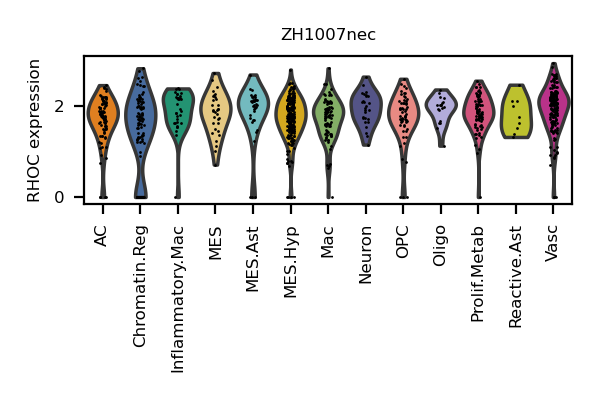 ZH1007nec
RHOC expression
2
0
AC
Chromatin.Reg
Inflammatory.Mac
MES
MES.Ast
MES.Hyp
Mac
Neuron
OPC
Oligo
Prolif.Metab
Reactive.Ast
Vasc